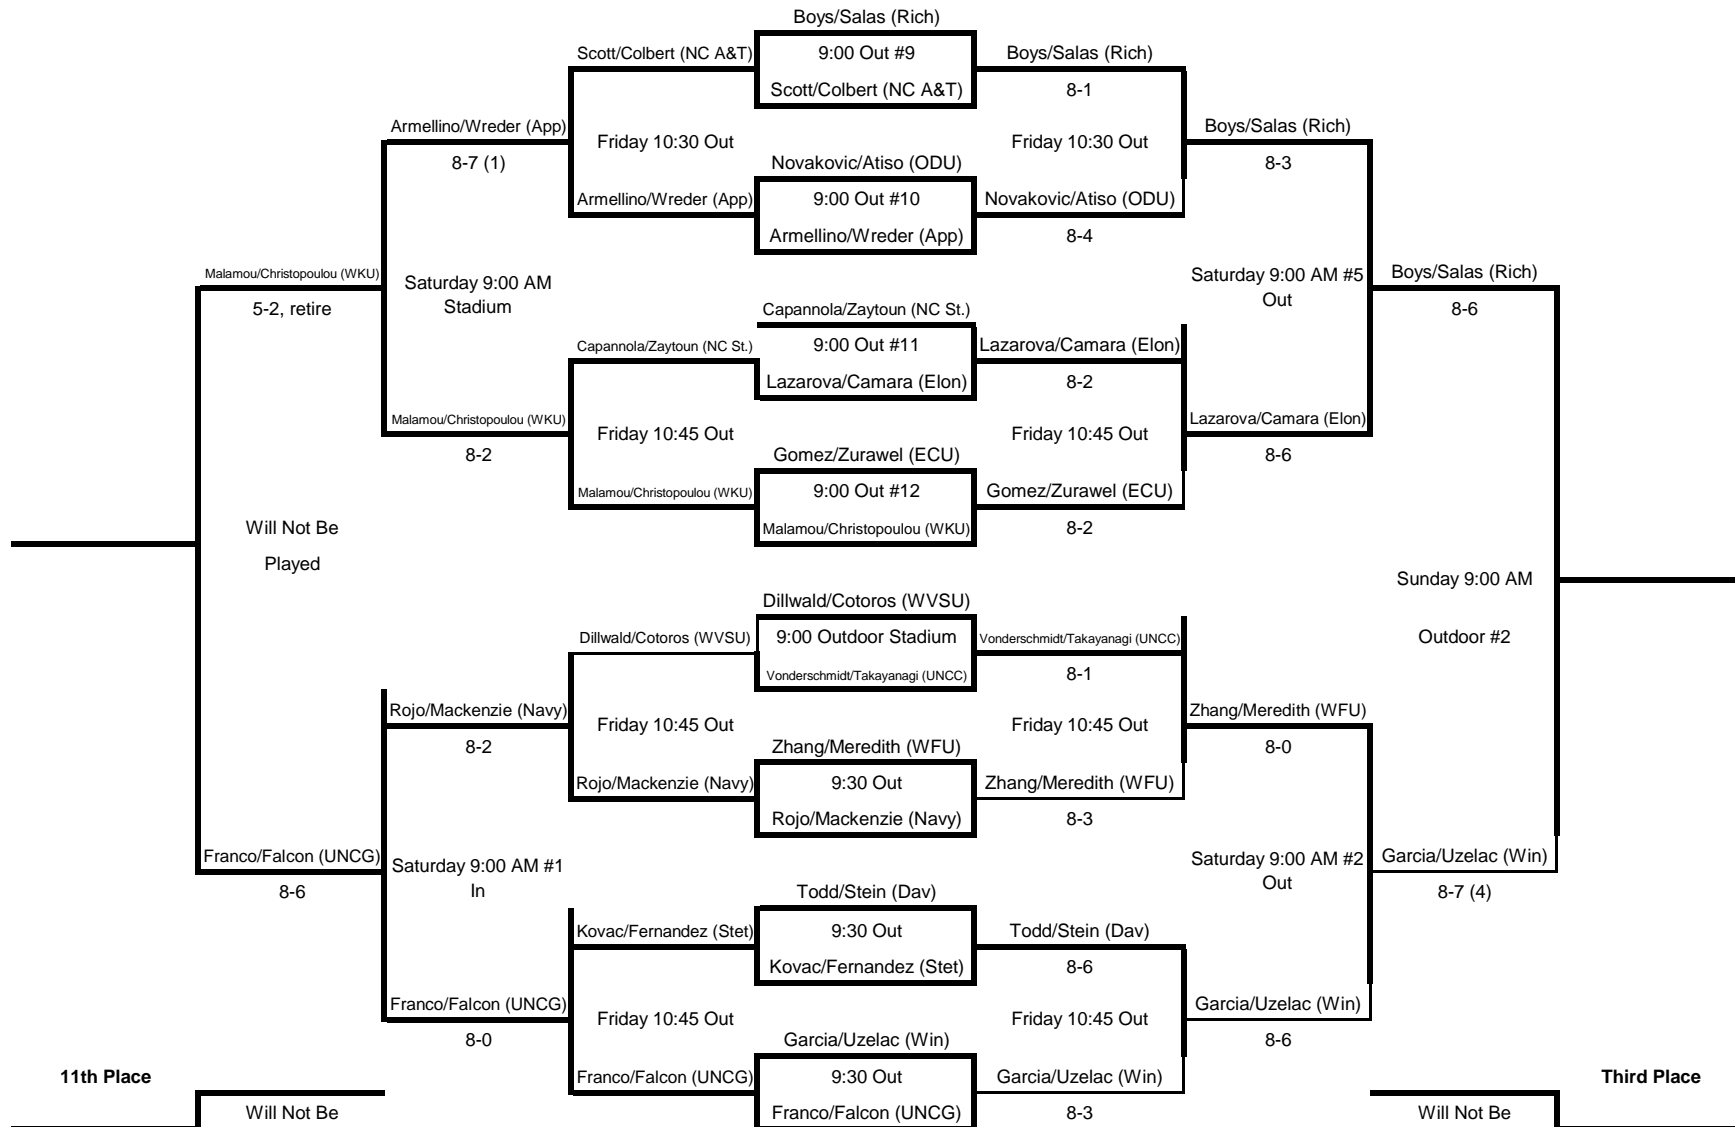 Boys/Salas (Rich)
Scott/Colbert (NC A&T)
9:00 Out #9
Boys/Salas (Rich)
Scott/Colbert (NC A&T)
8-1
Armellino/Wreder (App)
Boys/Salas (Rich)
Friday 10:30 Out
Friday 10:30 Out
8-7 (1)
Novakovic/Atiso (ODU)
8-3
Armellino/Wreder (App)
9:00 Out #10
Novakovic/Atiso (ODU)
Armellino/Wreder (App)
8-4
Malamou/Christopoulou (WKU)
Saturday 9:00 AM
Stadium
Saturday 9:00 AM #5
Out
Boys/Salas (Rich)
5-2, retire
Capannola/Zaytoun (NC St.)
8-6
Capannola/Zaytoun (NC St.)
9:00 Out #11
Lazarova/Camara (Elon)
Lazarova/Camara (Elon)
8-2
Malamou/Christopoulou (WKU)
Lazarova/Camara (Elon)
Friday 10:45 Out
Friday 10:45 Out
8-2
Gomez/Zurawel (ECU)
8-6
Malamou/Christopoulou (WKU)
9:00 Out #12
Gomez/Zurawel (ECU)
Will Not Be
Malamou/Christopoulou (WKU)
8-2
Played
Sunday 9:00 AM
Dillwald/Cotoros (WVSU)
Dillwald/Cotoros (WVSU)
9:00 Outdoor Stadium
Vonderschmidt/Takayanagi (UNCC)
Outdoor #2
Vonderschmidt/Takayanagi (UNCC)
8-1
Rojo/Mackenzie (Navy)
Zhang/Meredith (WFU)
Friday 10:45 Out
Friday 10:45 Out
8-2
Zhang/Meredith (WFU)
8-0
Rojo/Mackenzie (Navy)
9:30 Out
Zhang/Meredith (WFU)
Rojo/Mackenzie (Navy)
8-3
Franco/Falcon (UNCG)
Saturday 9:00 AM #1
In
Saturday 9:00 AM #2
Out
Garcia/Uzelac (Win)
8-6
Todd/Stein (Dav)
8-7 (4)
Kovac/Fernandez (Stet)
9:30 Out
Todd/Stein (Dav)
Kovac/Fernandez (Stet)
8-6
Franco/Falcon (UNCG)
Garcia/Uzelac (Win)
Friday 10:45 Out
Friday 10:45 Out
8-0
Garcia/Uzelac (Win)
8-6
11th Place
Franco/Falcon (UNCG)
9:30 Out
Garcia/Uzelac (Win)
Third Place
Will Not Be
Franco/Falcon (UNCG)
8-3
Will Not Be